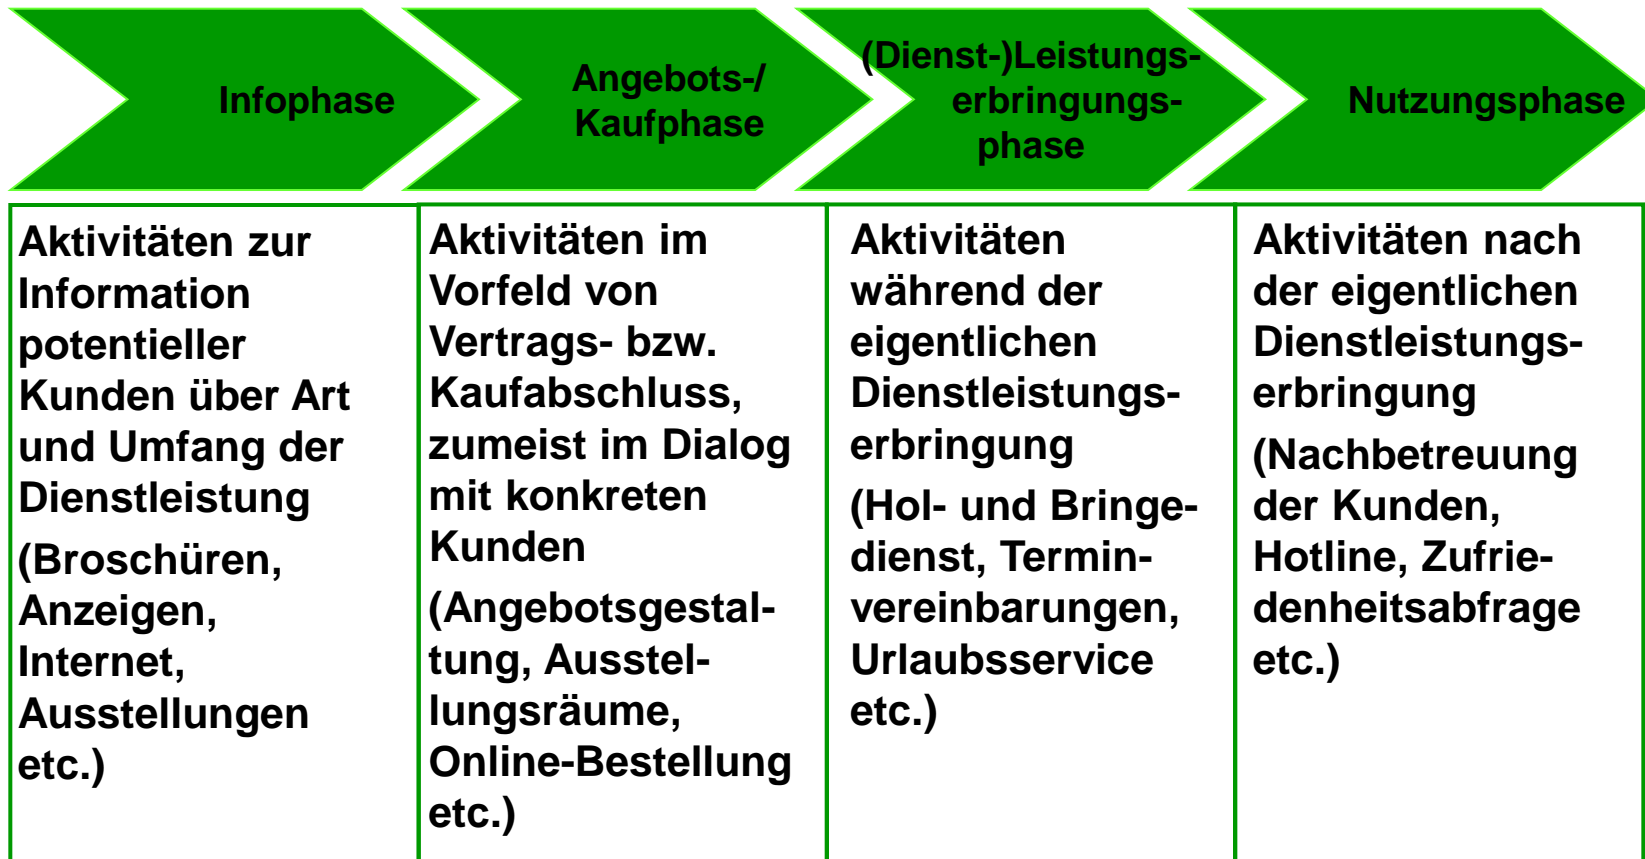 Infophase
Angebots-/
Kaufphase
(Dienst-)Leistungs-
erbringungs-
phase
Nutzungsphase
Aktivitäten zur
Information
potentieller
Kunden über Art
und Umfang der
Dienstleistung
(Broschüren,
Anzeigen,
Internet,
Ausstellungen
etc.)
Aktivitäten im
Vorfeld von
Vertrags- bzw.
Kaufabschluss,
zumeist im Dialog
mit konkreten
Kunden
(Angebotsgestal-
tung, Ausstel-
lungsräume,
Online-Bestellung
etc.)
Aktivitäten
während der
eigentlichen
Dienstleistungs-
erbringung
(Hol- und Bringe-
dienst, Termin-
vereinbarungen,
Urlaubsservice
etc.)
Aktivitäten nach
der eigentlichen
Dienstleistungs-
erbringung
(Nachbetreuung
der Kunden,
Hotline, Zufrie-
denheitsabfrage
etc.)